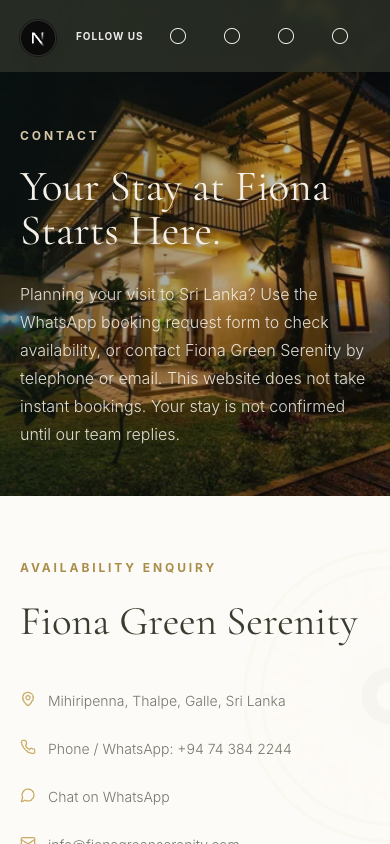 N
FOLLOW US
CONTACT
Your Stay at Fiona
Starts Here.
Planning your visit to Sri Lanka? Use the
WhatsApp booking request form to check
availability, or contact Fiona Green Serenity by
telephone or email. This website does not take
instant bookings. Your stay is not confirmed
until our team replies.
AVAILABILITY ENQUIRY
Fiona Green Serenity
Mihiripenna, Thalpe, Galle, Sri Lanka
Phone / WhatsApp: +94 74 384 2244
Chat on WhatsApp
info@fionagreenserenity.com